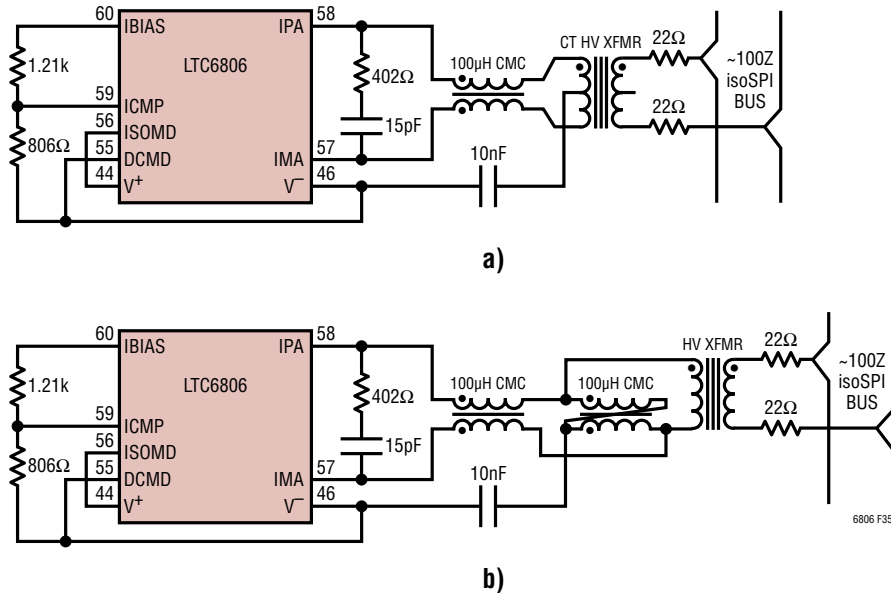 60
IBIAS
IPA
58
LTC6806
1.21k
59
ICMP
56
ISOMD
806Ω
55
DCMD
44
V+
IMA
57
V−
46
402Ω
15pF
100µH CMC
10nF
CT HV XFMR
22Ω
22Ω
~100Z
isoSPI
BUS
a)
60
IBIAS
IPA
58
LTC6806
1.21k
59
ICMP
56
ISOMD
806Ω
55
DCMD
44
V+
IMA
57
V−
46
402Ω
15pF
100µH CMC
100µH CMC
10nF
HV XFMR
22Ω
22Ω
~100Z
isoSPI
BUS
6806 F35
b)